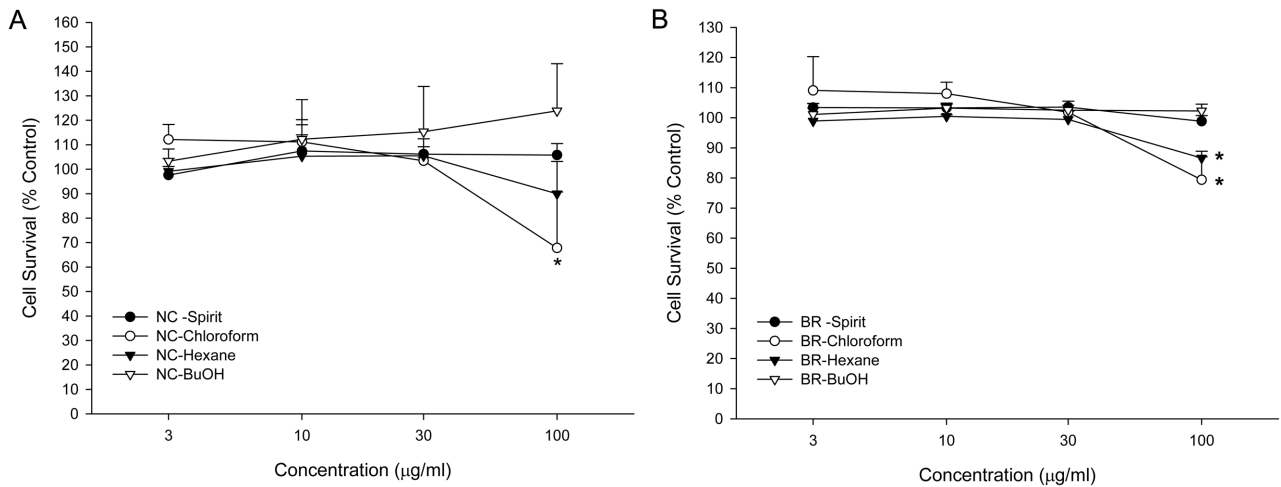 A
160
150
140
130
120
110
100
90
80
70
60
50
40
30
20
10
0
Cell Survival (% Control)
*
NC -Spirit
NC-Chloroform
NC-Hexane
NC-BuOH
3 10 30 100
Concentration (μg/ml)
B
130
120
110
100
90
80
70
60
50
40
30
20
10
0
Cell Survival (% Control)
*
*
BR -Spirit
BR-Chloroform
BR-Hexane
BR-BuOH
3 10 30 100
Concentration (μg/ml)